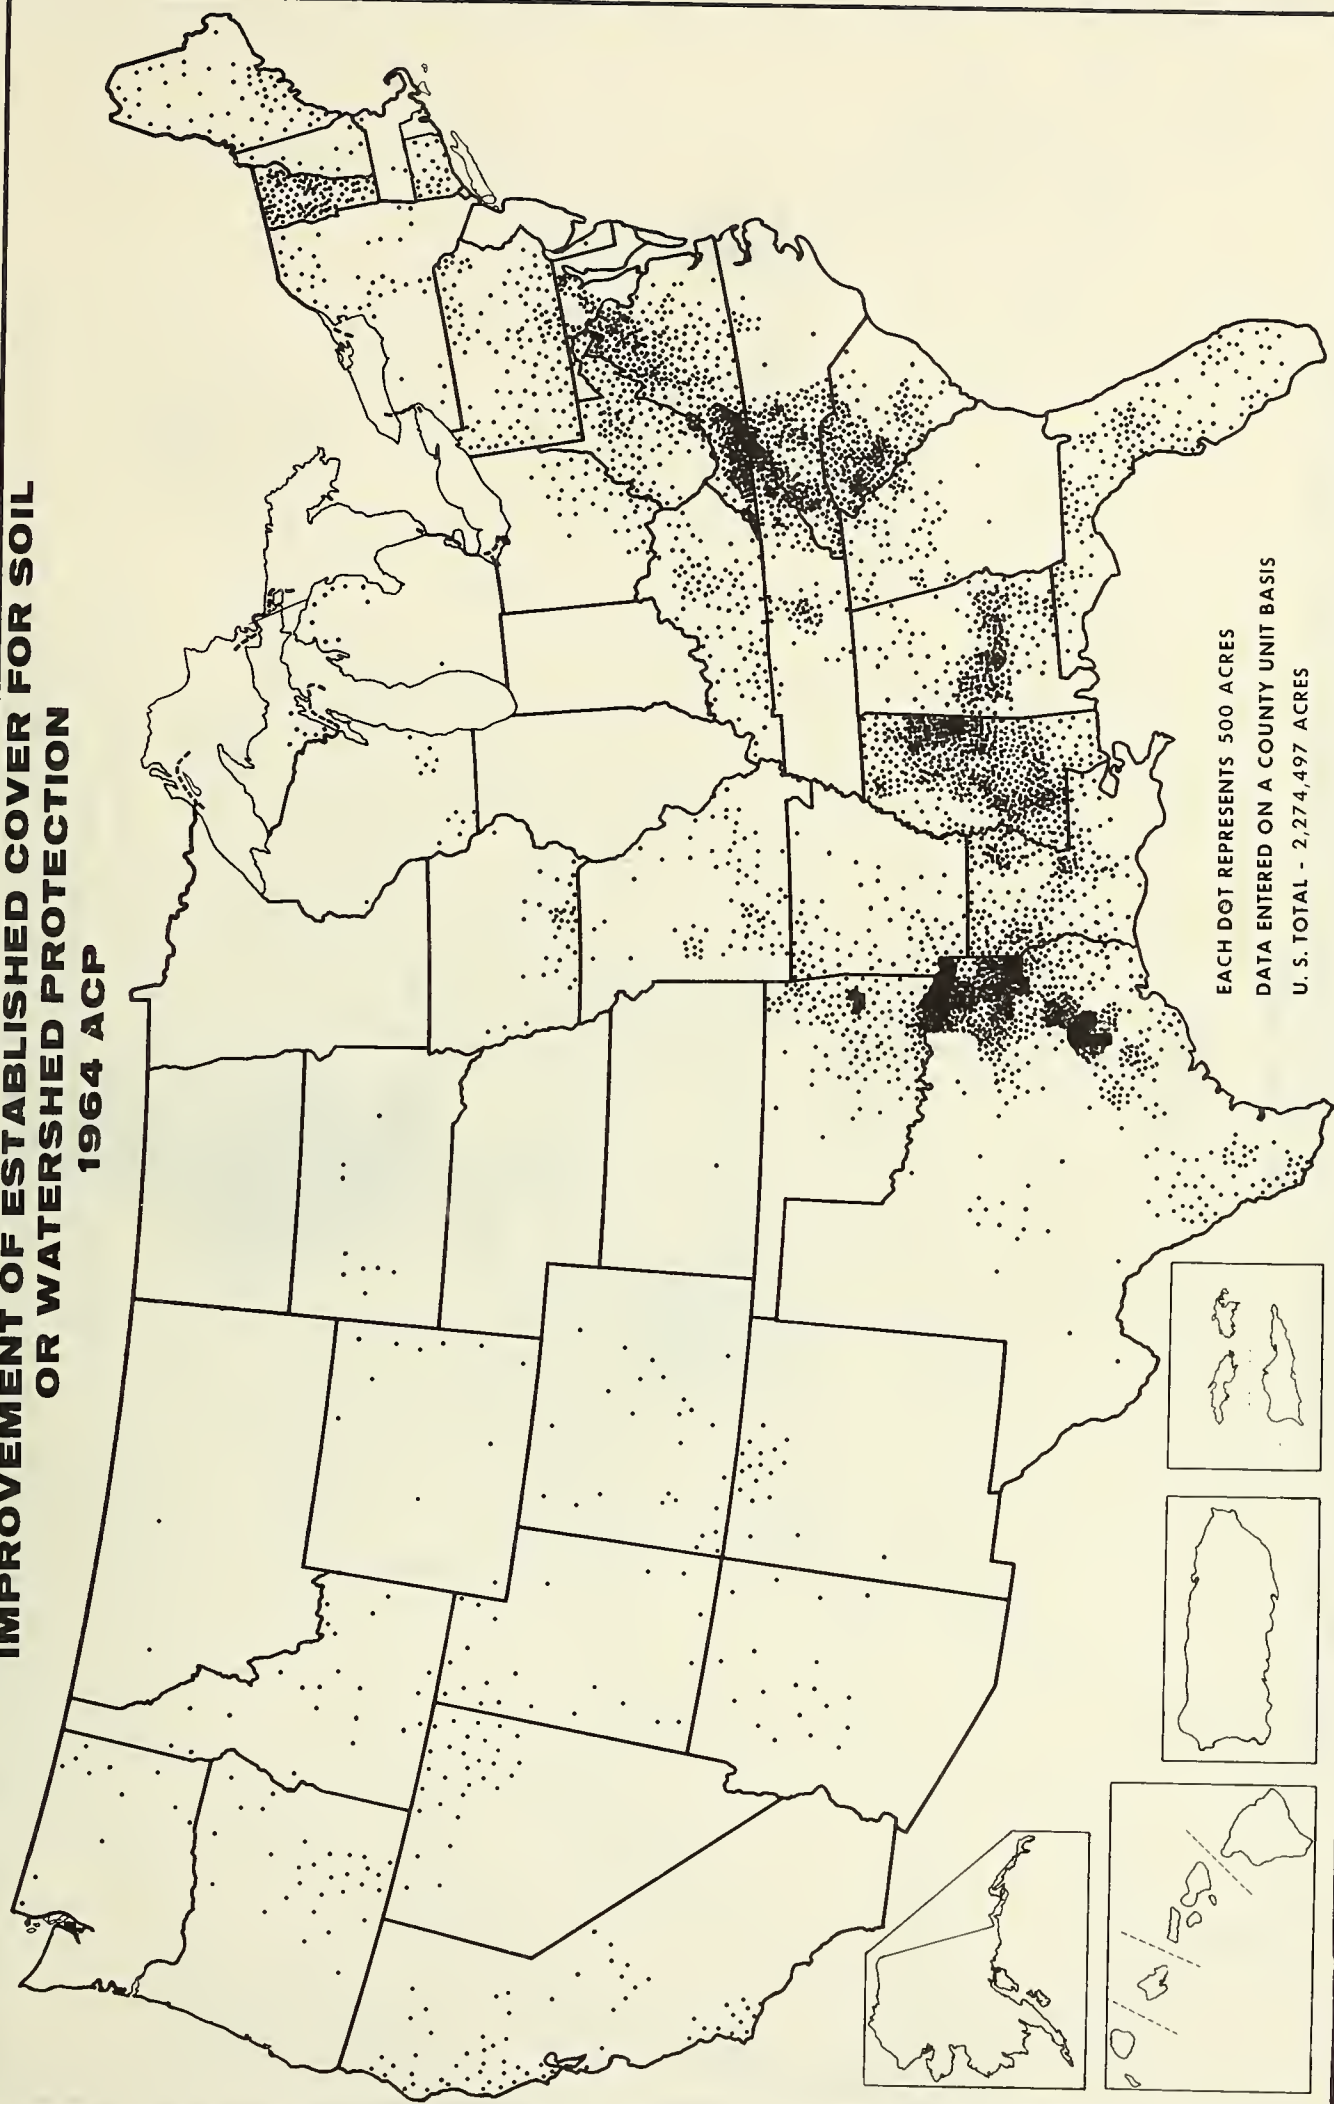 IMPROVEMENT OF ESTABLISHED COVER FOR SOIL
OR WATERSHED PROTECTION
1964 ACP
EACH DOT REPRESENTS 500 ACRES
DATA ENTERED ON A COUNTY UNIT BASIS
U. S. TOTAL - 2,274,497 ACRES